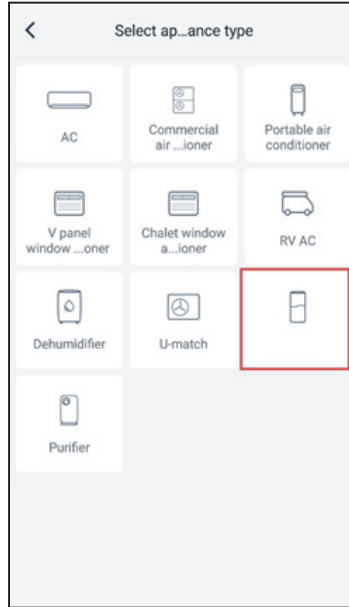 Select ap...ance type
AC
Commercial
air ...ioner
Portable air
conditioner
V panel
window ...oner
Chalet window
a...ioner
RV AC
Dehumidifier
U-match
Purifier